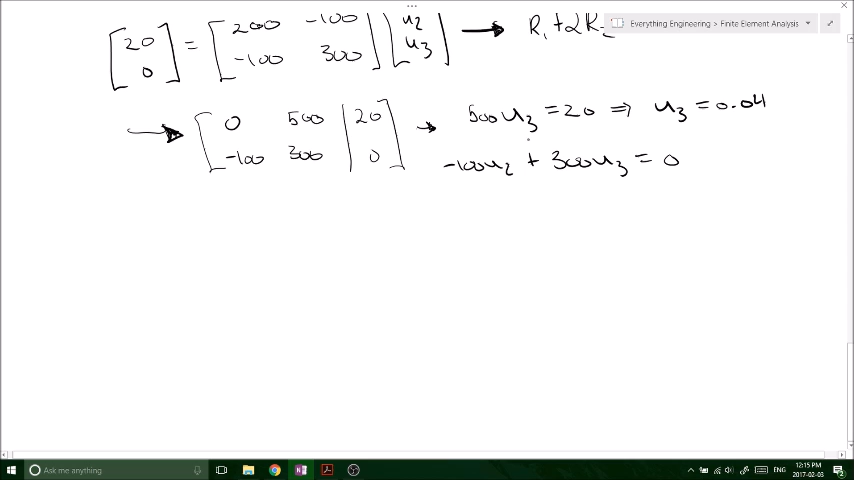 Everything Engineering > Finite Element Analysis
[20 0] = [200 -100 -100 300] [u2 u3] → R1 + 2R2
→ [0 500 | 20 -100 300 | 0] → 500u3 = 20 ⇒ u3 = 0.04
-100u2 + 300u3 = 0
Ask me anything
ENG
12:15 PM
2017-02-03
2